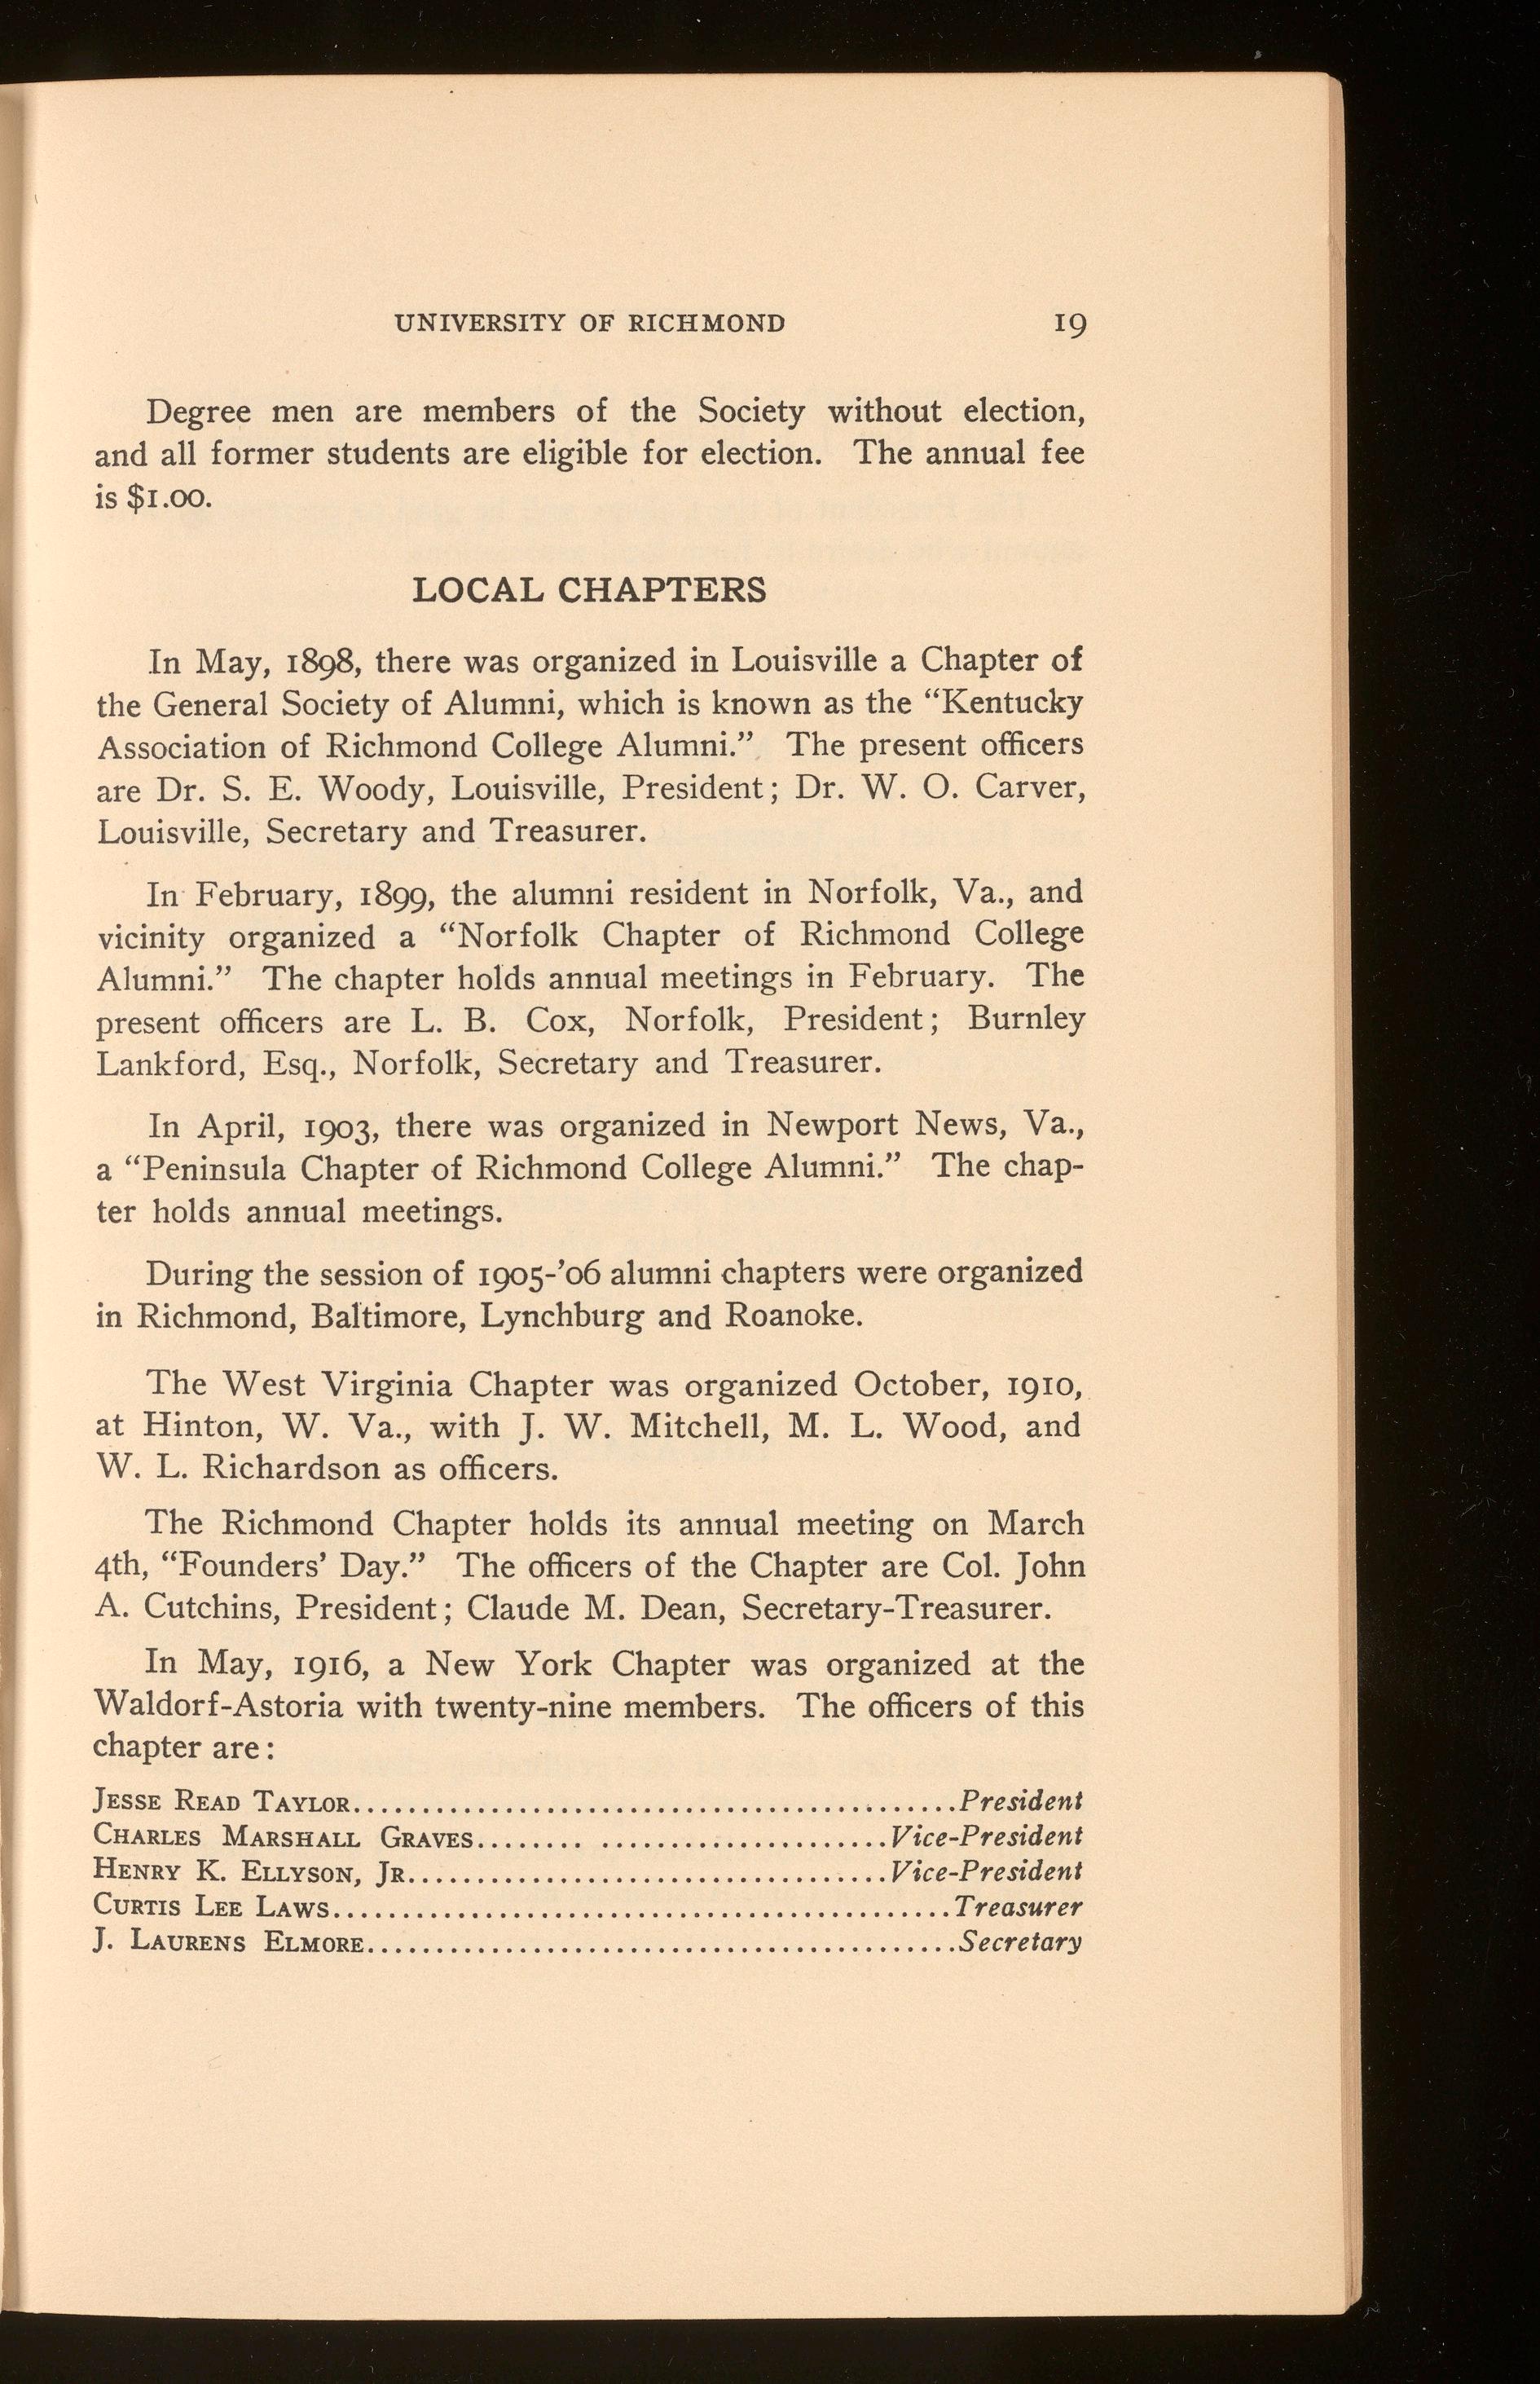 UNIVERSITY OF RICHMOND 19
Degree men are members of the Society without election,
and all former students are eligible for election. The annual fee
is $1.00.
LOCAL CHAPTERS
In May, 1898, there was organized in Louisville a Chapter of
the General Society of Alumni, which is known as the “Kentucky
Association of Richmond College Alumni.” The present officers
are Dr. S. E. Woody, Louisville, President; Dr. W. O. Carver,
Louisville, Secretary and Treasurer.
In February, 1899, the alumni resident in Norfolk, Va., and
vicinity organized a “Norfolk Chapter of Richmond College
Alumni.” The chapter holds annual meetings in February. The
present officers are L. B. Cox, Norfolk, President; Burnley
Lankford, Esq., Norfolk, Secretary and Treasurer.
In April, 1903, there was organized in Newport News, Va.,
a “Peninsula Chapter of Richmond College Alumni.” The chap-
ter holds annual meetings.
During the session of 1905-’06 alumni chapters were organized
in Richmond, Baltimore, Lynchburg and Roanoke.
The West Virginia Chapter was organized October, 1910,
at Hinton, W. Va., with J. W. Mitchell, M. L. Wood, and
W. L. Richardson as officers.
The Richmond Chapter holds its annual meeting on March
4th, “Founders’ Day.” The officers of the Chapter are Col. John
A. Cutchins, President; Claude M. Dean, Secretary-Treasurer.
In May, 1916, a New York Chapter was organized at the
Waldorf-Astoria with twenty-nine members. The officers of this
chapter are:
JESSE READ TAYLOR............................................President
CHARLES MARSHALL GRAVES........ .....................Vice-President
HENRY K. ELLYSON, JR...................................Vice-President
CURTIS LEE LAWS.............................................Treasurer
J. LAURENS ELMORE...........................................Secretary